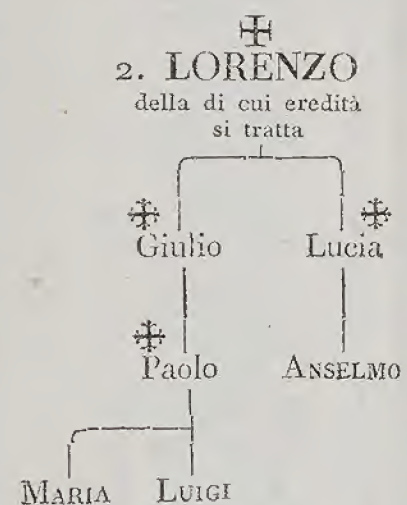 2. LORENZO
della di cui eredità
si tratta
Giulio Lucia
Paolo ANSELMO
MARIA LUIGI